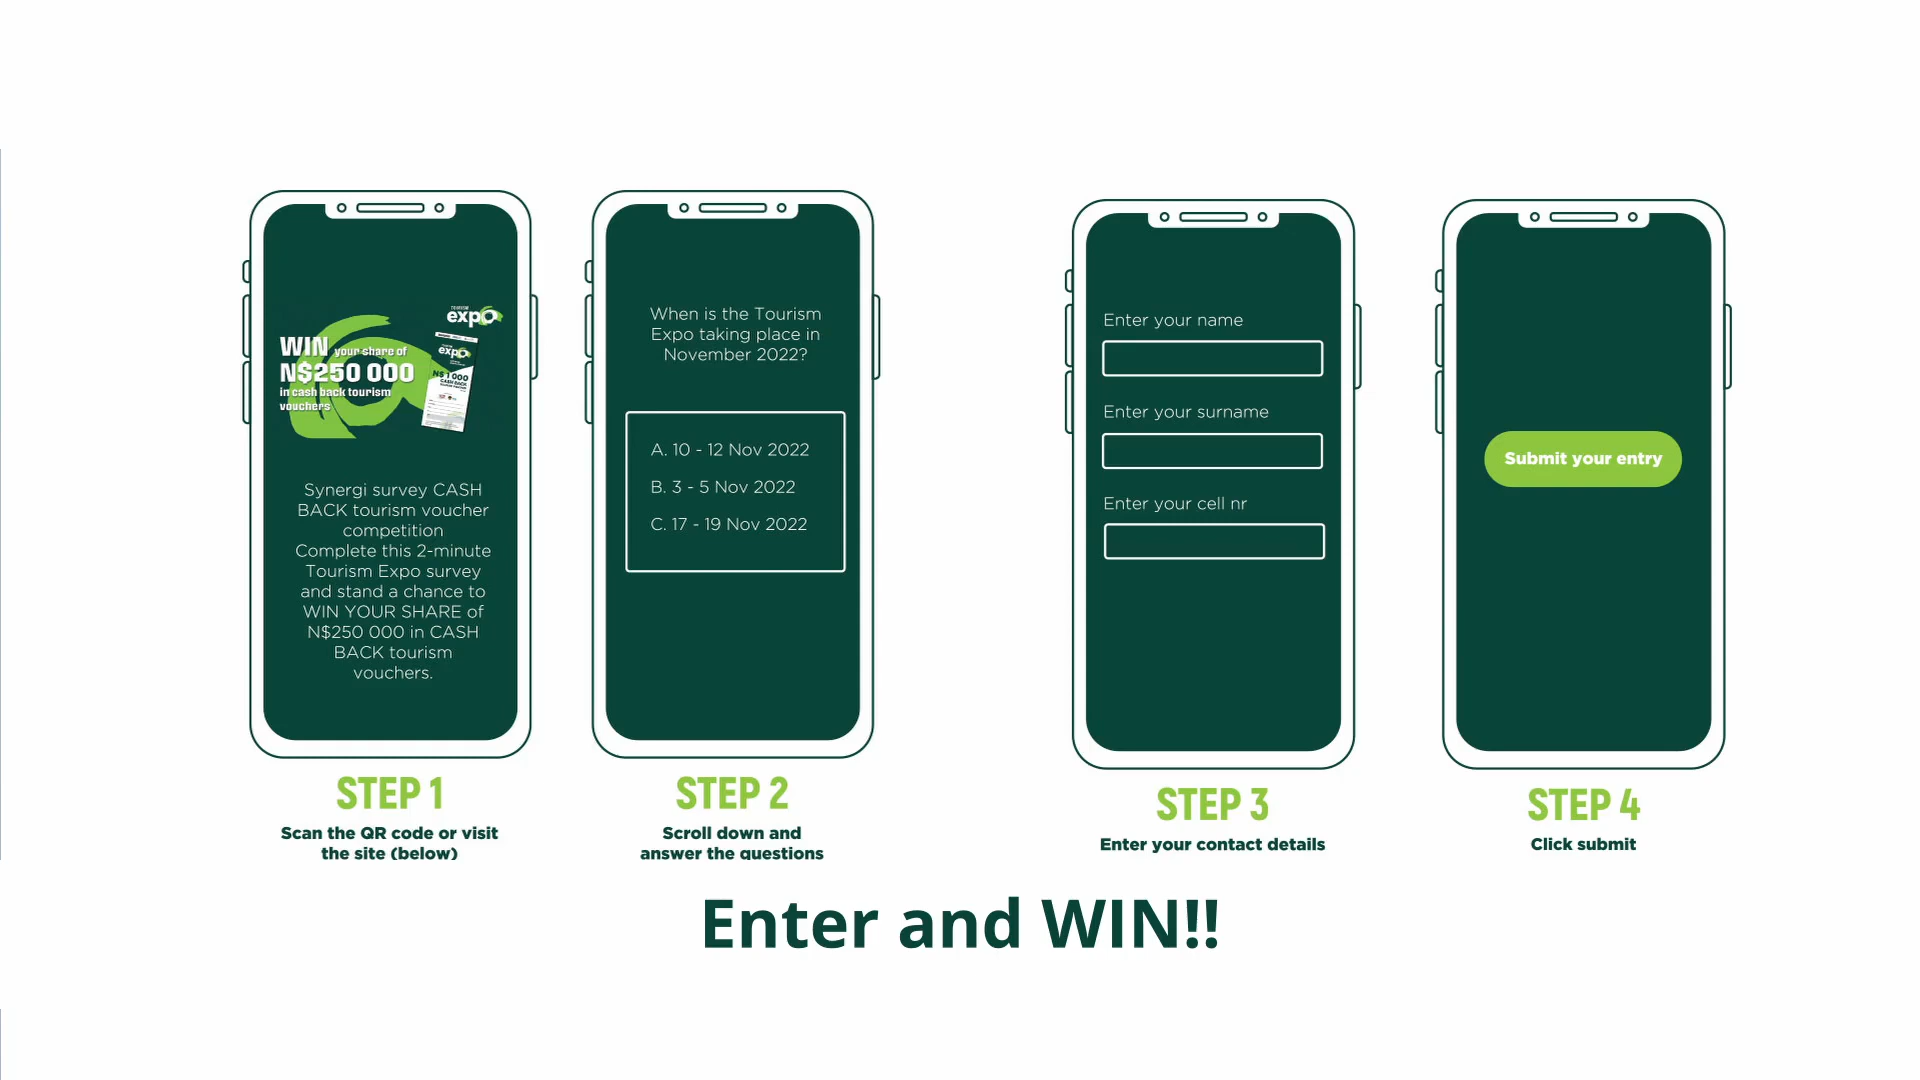 TOURISM
expo
WIN your share of
N$250 000
in cash back tourism
vouchers
expo
N$ 1 000
CASH BACK
Synergi survey CASH
BACK tourism voucher
competition
Complete this 2-minute
Tourism Expo survey
and stand a chance to
WIN YOUR SHARE of
N$250 000 in CASH
BACK tourism
vouchers.
STEP 1
Scan the QR code or visit
the site (below)
When is the Tourism
Expo taking place in
November 2022?
A. 10 - 12 Nov 2022
B. 3 - 5 Nov 2022
C. 17 - 19 Nov 2022
STEP 2
Scroll down and
answer the questions
Enter your name
Enter your surname
Enter your cell nr
STEP 3
Enter your contact details
Submit your entry
STEP 4
Click submit
Enter and WIN!!